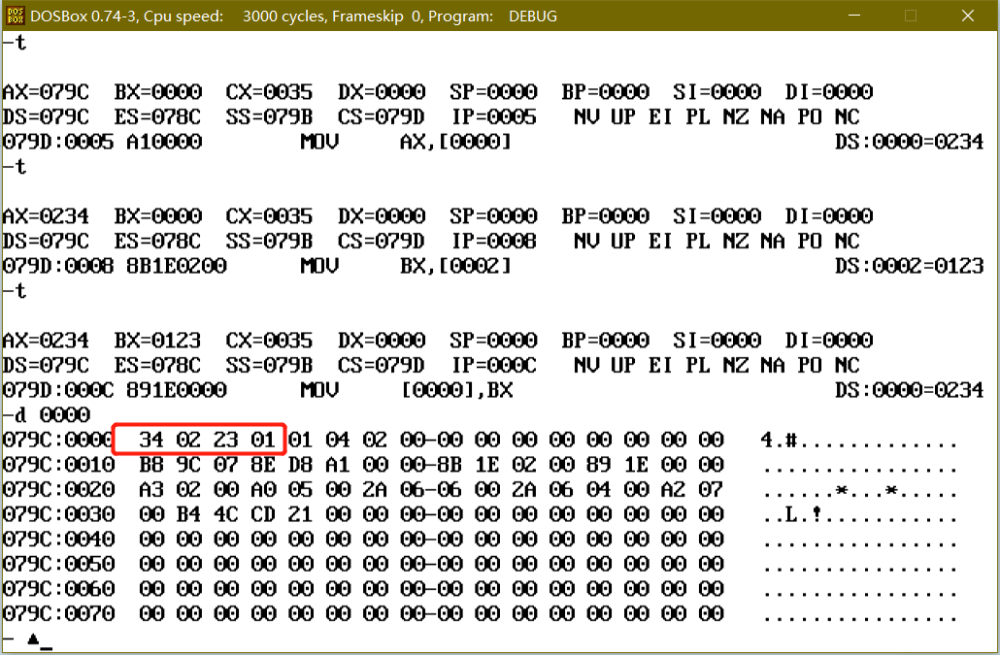 DOSBox 0.74-3, Cpu speed:    3000 cycles, Frameskip  0, Program:    DEBUG
-t
AX=079C  BX=0000  CX=0035  DX=0000  SP=0000  BP=0000  SI=0000  DI=0000
DS=079C  ES=078C  SS=079B  CS=079D  IP=0005   NV UP EI PL NZ NA PO NC
079D:0005 A10000        MOV     AX,[0000]                          DS:0000=0234
-t
AX=0234  BX=0000  CX=0035  DX=0000  SP=0000  BP=0000  SI=0000  DI=0000
DS=079C  ES=078C  SS=079B  CS=079D  IP=0008   NV UP EI PL NZ NA PO NC
079D:0008 8B1E0200      MOV     BX,[0002]                          DS:0002=0123
-t
AX=0234  BX=0123  CX=0035  DX=0000  SP=0000  BP=0000  SI=0000  DI=0000
DS=079C  ES=078C  SS=079B  CS=079D  IP=000C   NV UP EI PL NZ NA PO NC
079D:000C 891E0000      MOV     [0000],BX                          DS:0000=0234
-d 0000
079C:0000  34 02 23 01 01 04 02 00-00 00 00 00 00 00 00 00   4.#.............
079C:0010  B8 9C 07 8E D8 A1 00 00-8B 1E 02 00 89 1E 00 00   ................
079C:0020  A3 02 00 A0 05 00 2A 06-06 00 2A 06 04 00 A2 07   ......*...*.....
079C:0030  00 B4 4C CD 21 00 00 00-00 00 00 00 00 00 00 00   ..L.!...........
079C:0040  00 00 00 00 00 00 00 00-00 00 00 00 00 00 00 00   ................
079C:0050  00 00 00 00 00 00 00 00-00 00 00 00 00 00 00 00   ................
079C:0060  00 00 00 00 00 00 00 00-00 00 00 00 00 00 00 00   ................
079C:0070  00 00 00 00 00 00 00 00-00 00 00 00 00 00 00 00   ................
- ▲_